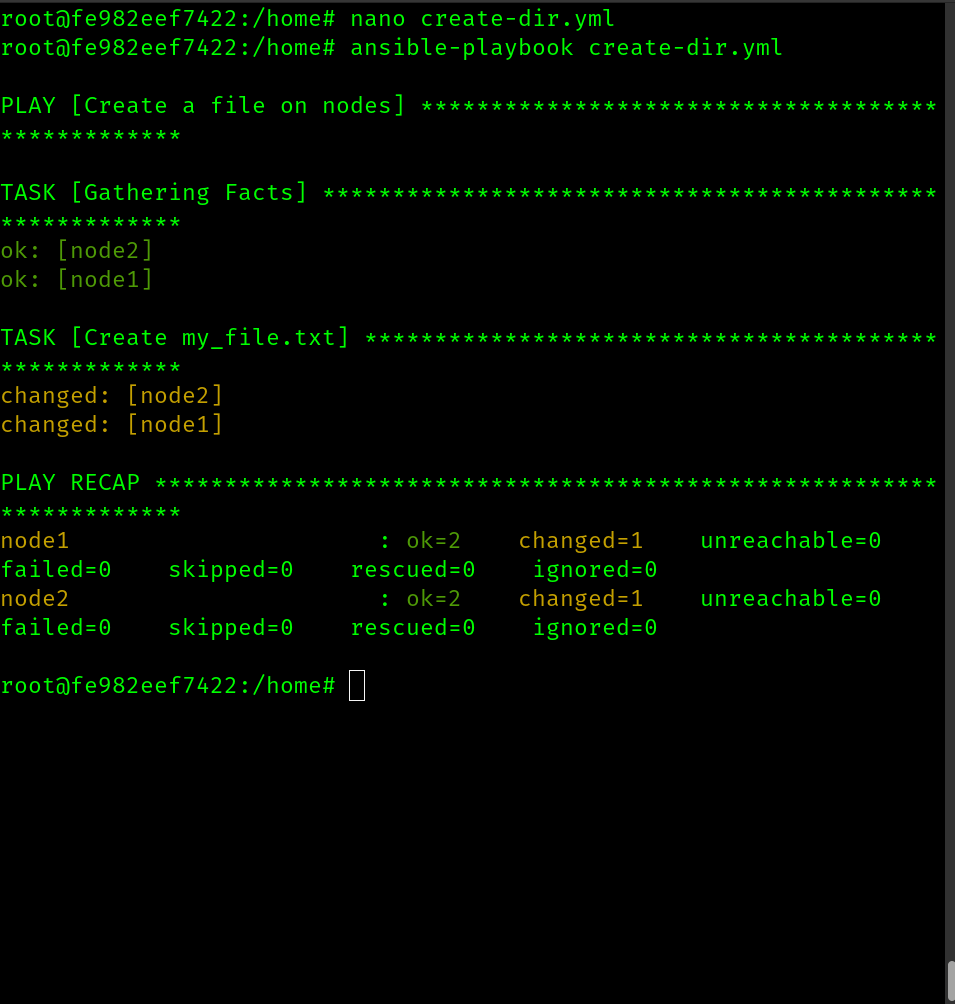 root@fe982eef7422:/home# nano create-dir.yml
root@fe982eef7422:/home# ansible-playbook create-dir.yml
PLAY [Create a file on nodes] *************************************
*************
TASK [Gathering Facts] ********************************************
*************
ok: [node2]
ok: [node1]
TASK [Create my_file.txt] *****************************************
*************
changed: [node2]
changed: [node1]
PLAY RECAP ********************************************************
*************
node1                      : ok=2    changed=1    unreachable=0
failed=0    skipped=0    rescued=0    ignored=0
node2                      : ok=2    changed=1    unreachable=0
failed=0    skipped=0    rescued=0    ignored=0
root@fe982eef7422:/home#